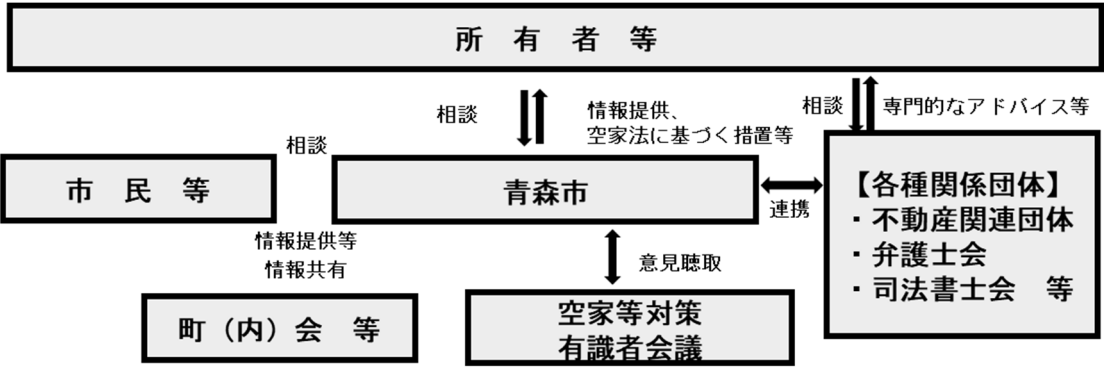 所 有 者 等
相談
情報提供、
空家法に基づく措置等
相談
専門的なアドバイス等
相談
市 民 等
青森市
連携
【各種関係団体】
・不動産関連団体
・弁護士会
・司法書士会 等
情報提供等
情報共有
意見聴取
町（内）会 等
空家等対策
有識者会議